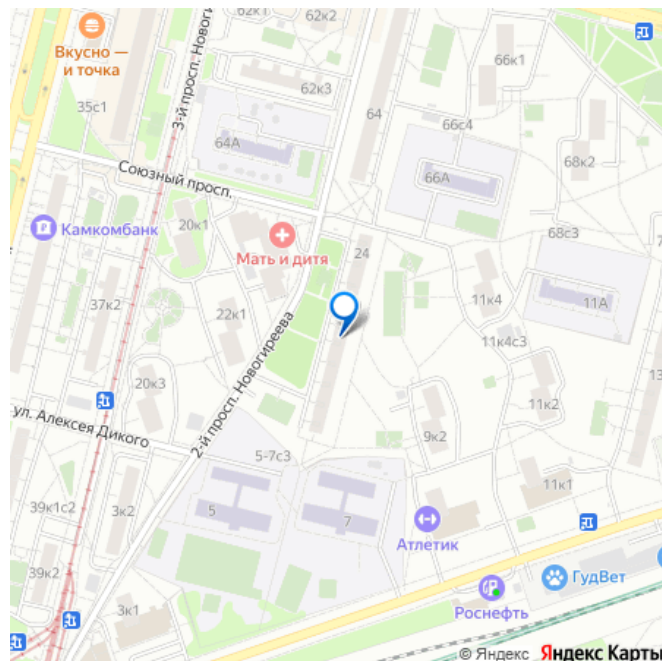 62к1
62к2
66к1
Вкусно —
и точка
35с1
3-й просп. Новоги
62к3
64
66с4
64А
68к2
Союзный просп.
66А
20к1
Камкомбанк
Мать и дитя
24
68с3
37к2
22к1
11к4
11А
2-й просп. Новогиреева
11к4с3
20к3
13
11к2
ул. Алексея Дикого
9к2
5-7с3
39к1с2
3к2
5
7
11к1
Атлетик
39к2
ГудВет
3к1
Роснефть
© Яндекс Яндекс Карты